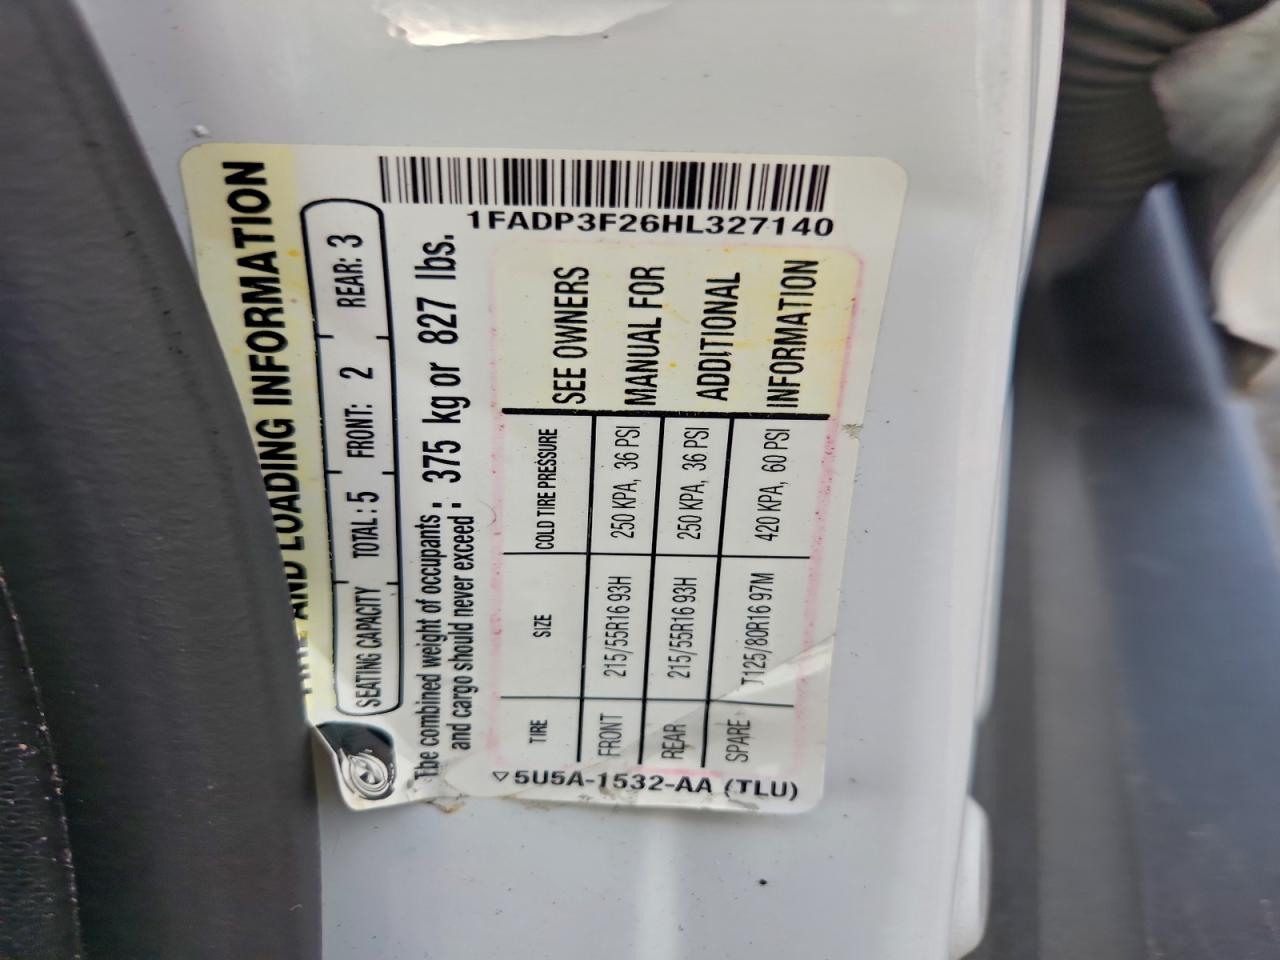 AND LOADING INFORMATION
SEATING CAPACITY TOTAL : 5 FRONT: 2 REAR: 3
The combined weight of occupants and cargo should never exceed : 375 kg or 827 lbs.
TIRE SIZE COLD TIRE PRESSURE
FRONT 215/55R16 93H 250 KPA, 36 PSI
REAR 215/55R16 93H 250 KPA, 36 PSI
SPARE T125/80R16 97M 420 KPA, 60 PSI
SEE OWNERS
MANUAL FOR
ADDITIONAL
INFORMATION
5U5A-1532-AA (TLU)
1FADP3F26HL327140